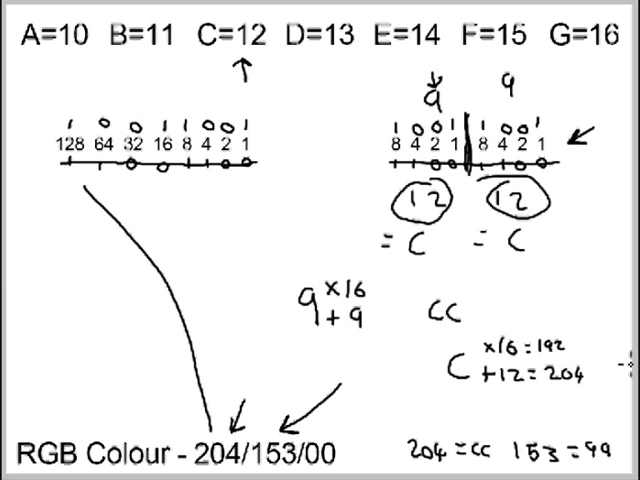 A=10 B=11 C=12 D=13 E=14 F=15 G=16
9 9
1 0 0 1 1 0 0 1 1 0 0 1 1 0 0 1
128 64 32 16 8 4 2 1 8 4 2 1 8 4 2 1
12 12
= C = C
9 x16 +9 CC
C x16=192
+12=204
RGB Colour - 204/153/00 204=CC 153=99